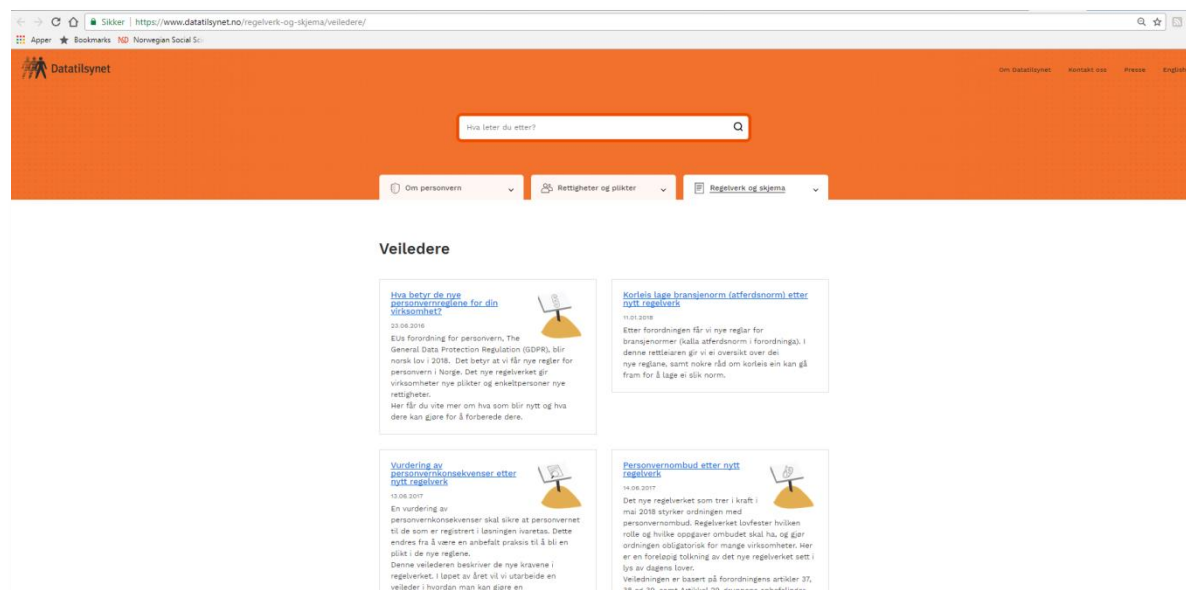 Sikker | https://www.datatilsynet.no/regelverk-og-skjema/veiledere/
Apper Bookmarks NSD Norwegian Social Sc
Datatilsynet
Om Datatilsynet Kontakt oss Presse English
Hva leter du etter?
Om personvern Rettigheter og plikter Regelverk og skjema
Veiledere
Hva betyr de nye
personvernreglene for din
virksomhet?
EUs forordning for personvern, The
General Data Protection Regulation (GDPR), blir
norsk lov i 2018. Det betyr at vi får nye regler for
personvern i Norge. Det nye regelverket gir
virksomheter nye plikter og enkeltpersoner nye
rettigheter.
Her får du vite mer om hva som blir nytt og hva
dere kan gjøre for å forberede dere.
Korleis lage bransjenorm (atferdsnorm) etter
nytt regelverk
11.01.2018
Etter forordningen får vi nye reglar for
bransjenormer (kalla atferdsnorm i forordninga). I
denne rettleiaren gir vi ei oversikt over dei
nye reglane, samt nokre råd om korleis ein kan gå
fram for å lage ei slik norm.
Vurdering av
personvernkonsekvenser etter
nytt regelverk
13.06.2017
En vurdering av
personvernkonsekvenser skal sikre at personvernet
til de som er registrert i løsningen ivaretas. Dette
endres fra å være en anbefalt praksis til å bli en
plikt i de nye reglene.
Denne veilederen beskriver de nye kravene i
regelverket. I løpet av året vil vi utarbeide en
veileder i hvordan man kan gjøre en
Personvernombud etter nytt
regelverk
14.06.2017
Det nye regelverket som trer i kraft i
mai 2018 styrker ordningen med
personvernombud. Regelverket lovfester hvilken
rolle og hvilke oppgaver ombudet skal ha, og gjør
ordningen obligatorisk for mange virksomheter. Her
er en foreløpig tolkning av det nye regelverket sett i
lys av dagens lover.
Veiledningen er basert på forordningens artikler 37,
38 og 39, samt Artikkel 29-gruppens anbefalinger